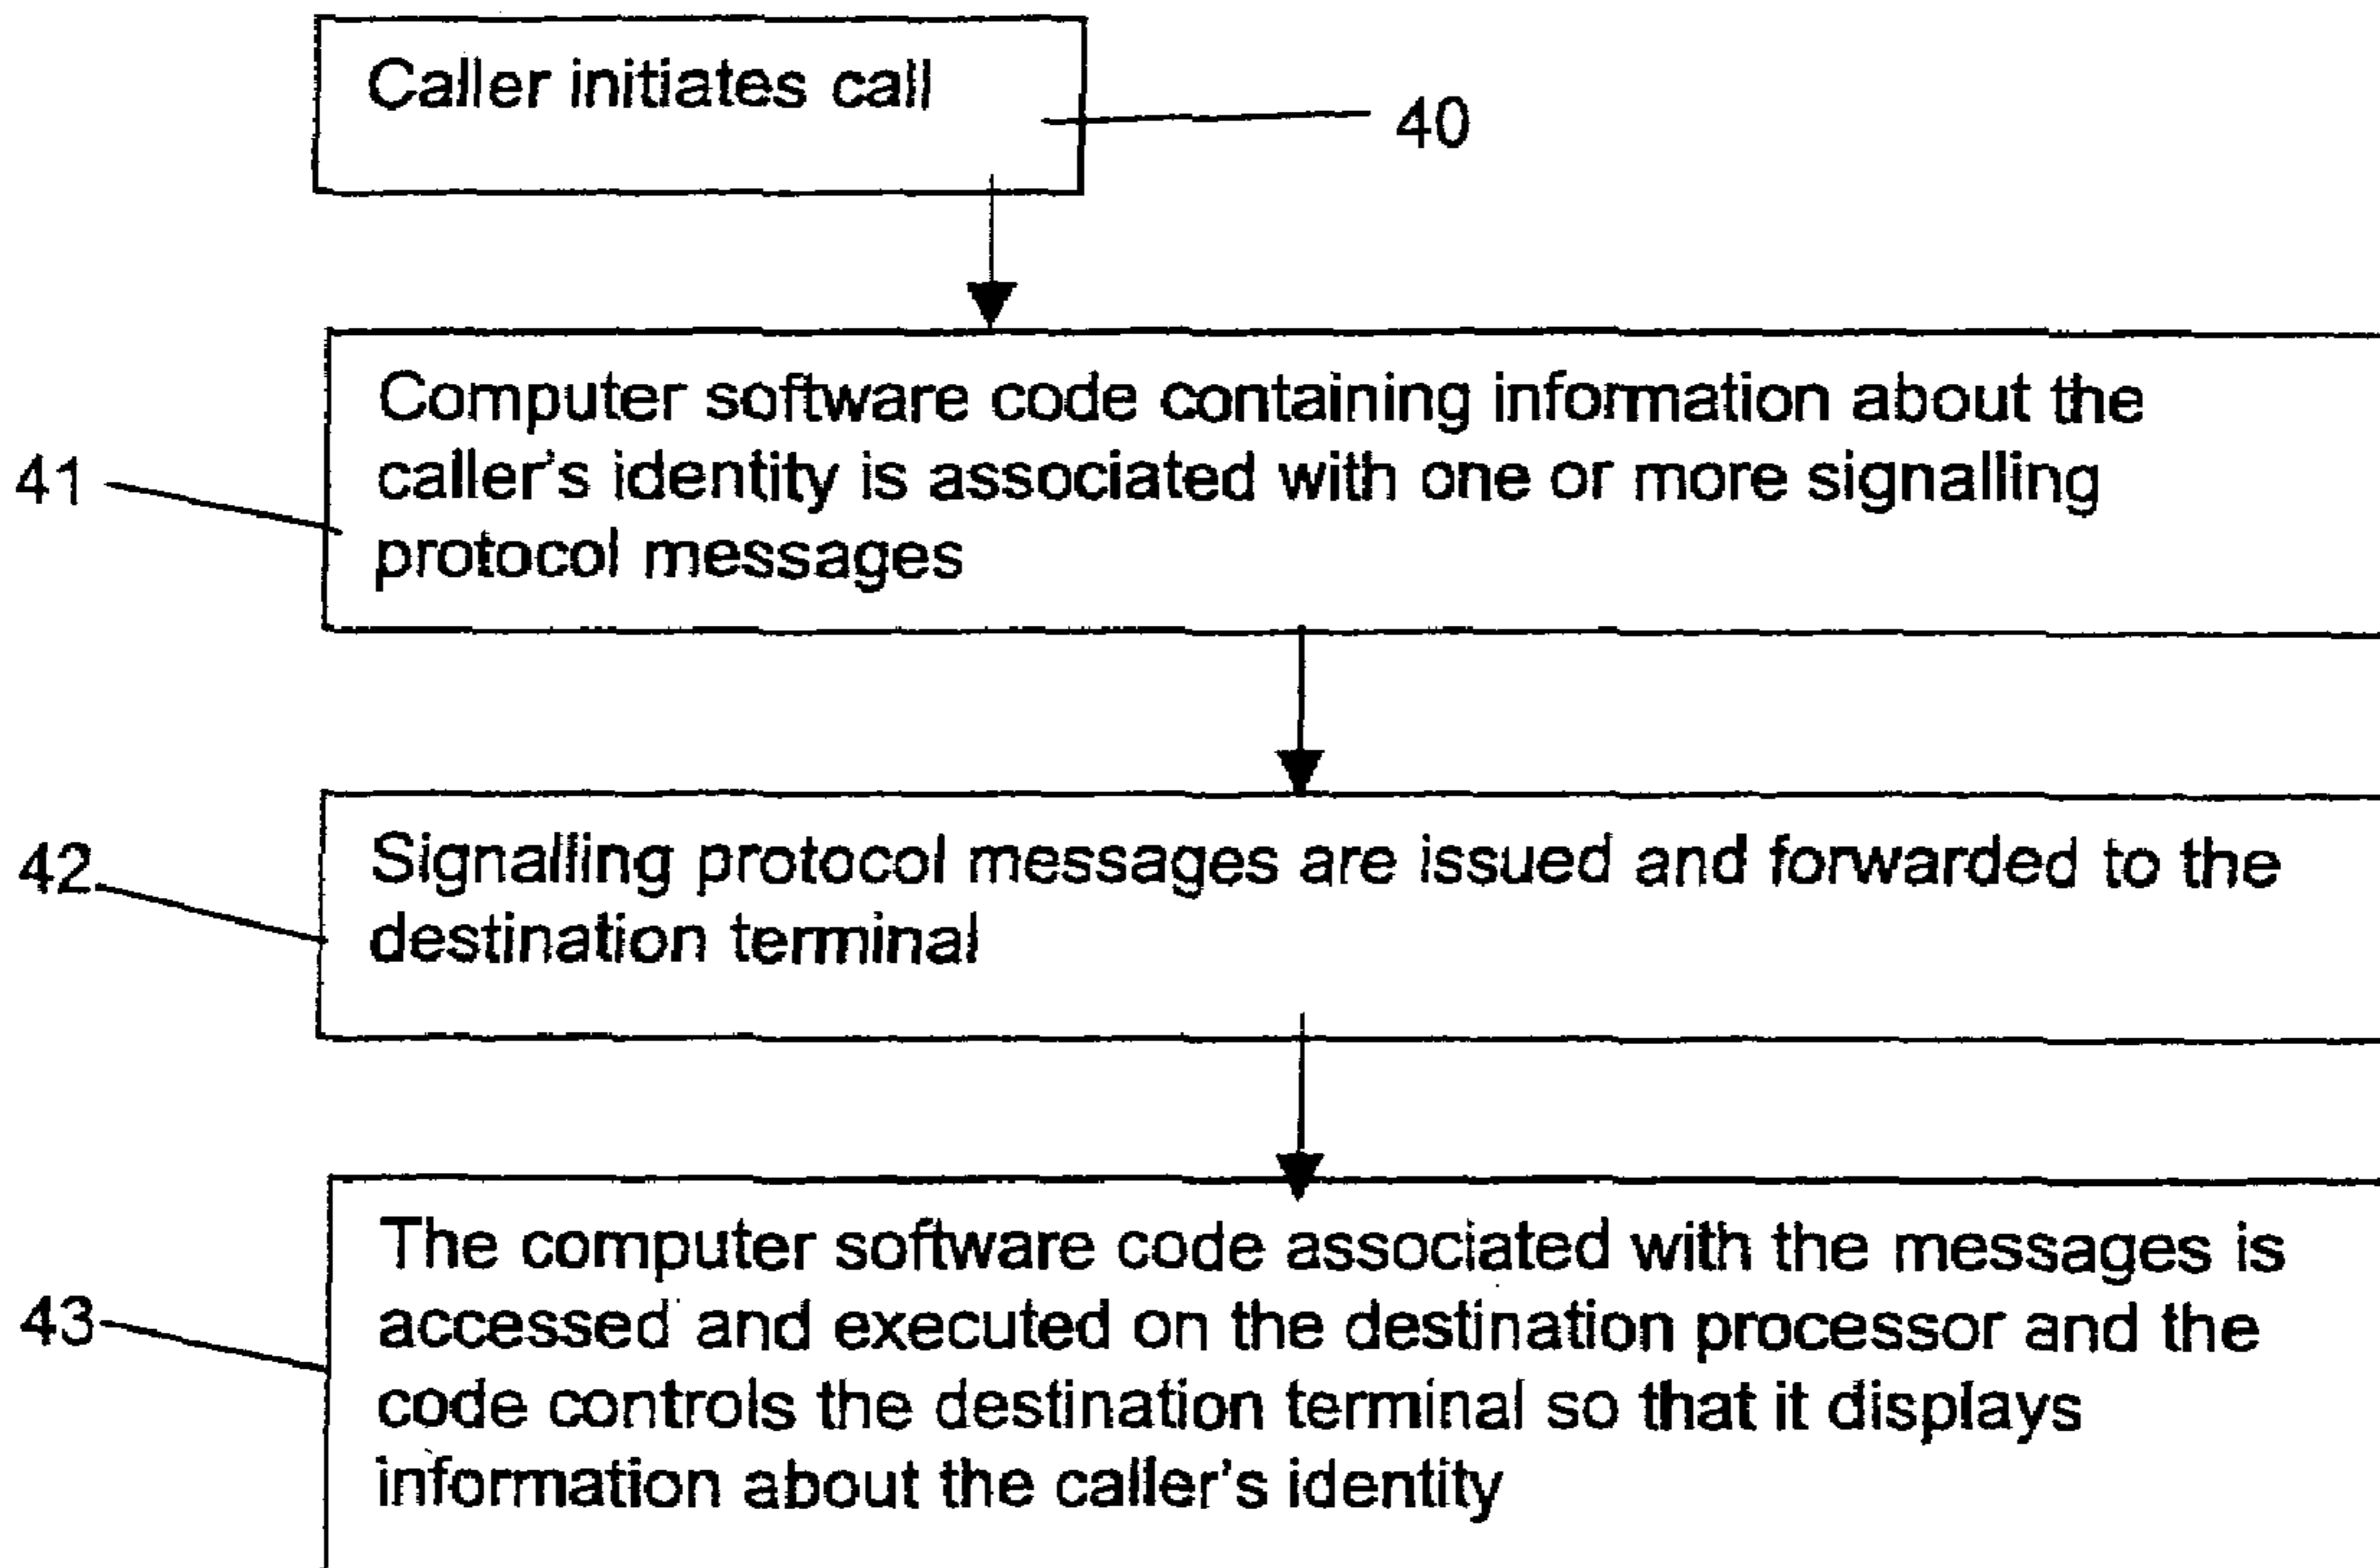 Caller initiates call
40
Computer software code containing information about the
caller's identity is associated with one or more signalling
protocol messages
41
Signalling protocol messages are issued and forwarded to the
destination terminal
42
The computer software code associated with the messages is
accessed and executed on the destination processor and the
code controls the destination terminal so that it displays
information about the caller's identity
43